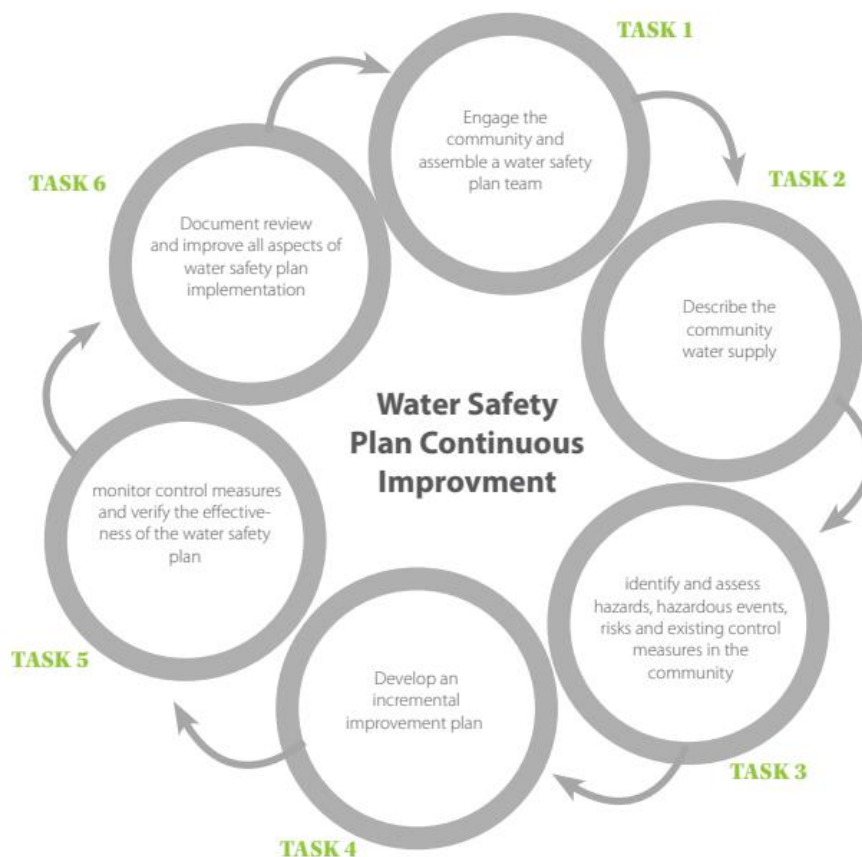 TASK 1
Engage the
community and
assemble a water safety
plan team
TASK 2
Describe the
community
water supply
TASK 3
identify and assess
hazards, hazardous events,
risks and existing control
measures in the
community
TASK 4
Develop an
incremental
improvement plan
TASK 5
monitor control measures
and verify the effective-
ness of the water safety
plan
TASK 6
Document review
and improve all aspects of
water safety plan
implementation
Water Safety
Plan Continuous
Improvment